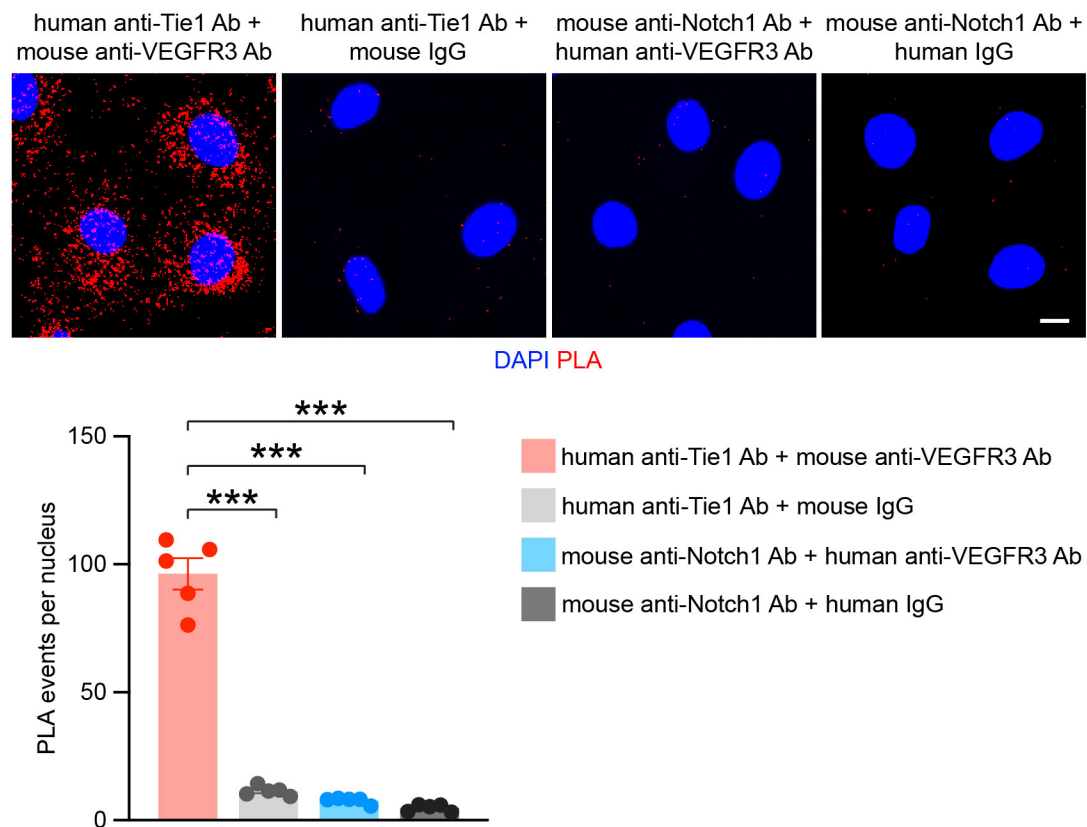 human anti-Tie1 Ab +
mouse anti-VEGFR3 Ab
human anti-Tie1 Ab +
mouse IgG
mouse anti-Notch1 Ab +
human anti-VEGFR3 Ab
mouse anti-Notch1 Ab +
human IgG
DAPI PLA
PLA events per nucleus
150
100
50
0
***
***
***
human anti-Tie1 Ab + mouse anti-VEGFR3 Ab
human anti-Tie1 Ab + mouse IgG
mouse anti-Notch1 Ab + human anti-VEGFR3 Ab
mouse anti-Notch1 Ab + human IgG